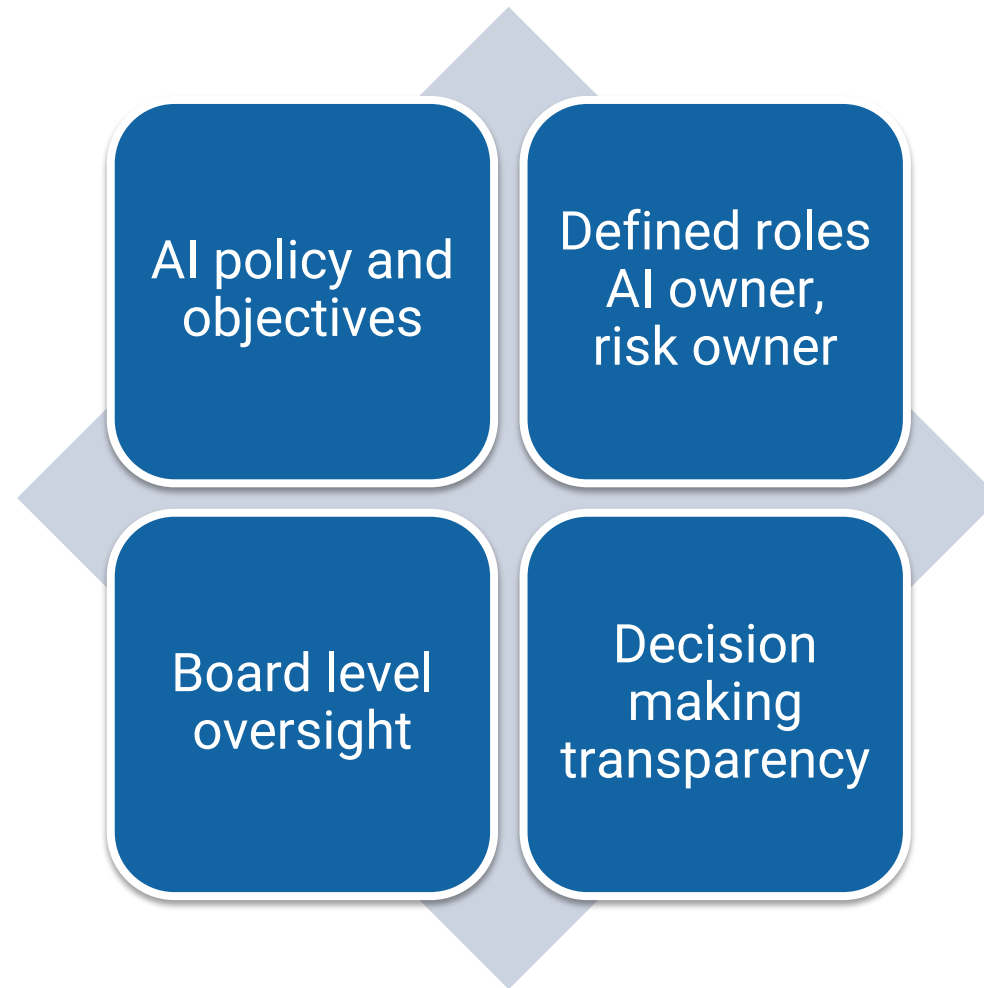 AI policy and
objectives
Defined roles
AI owner,
risk owner
Board level
oversight
Decision
making
transparency